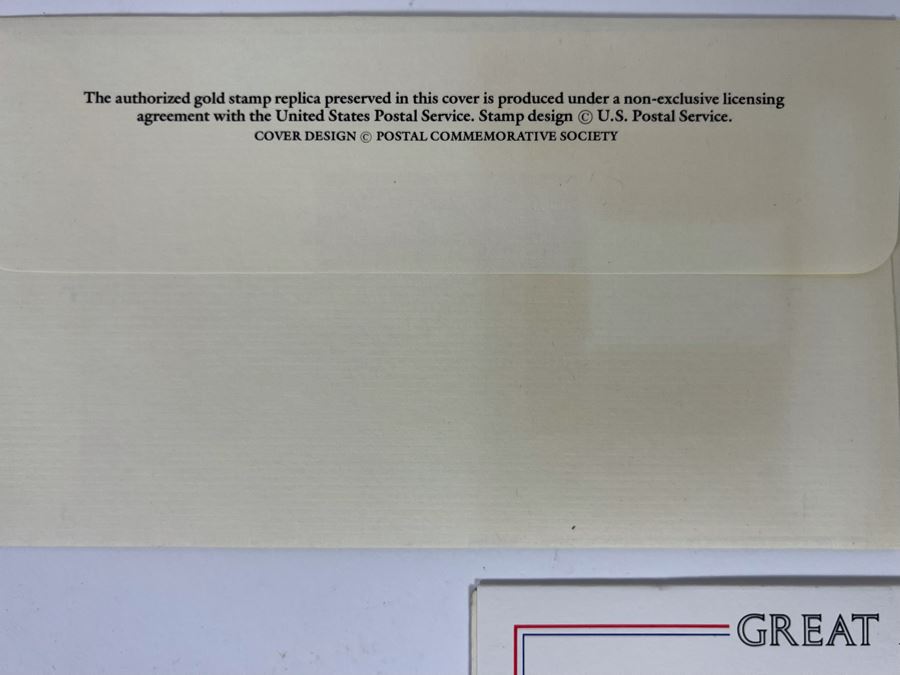 The authorized gold stamp replica preserved in this cover is produced under a non-exclusive licensing
agreement with the United States Postal Service. Stamp design © U.S. Postal Service.
COVER DESIGN © POSTAL COMMEMORATIVE SOCIETY
GREAT